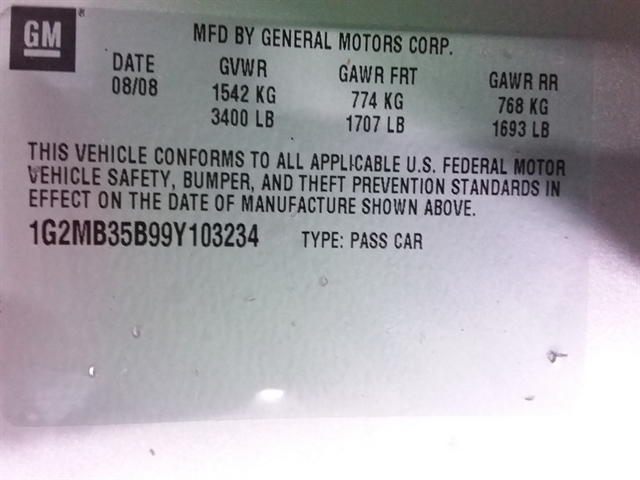 GM
MFD BY GENERAL MOTORS CORP.
DATE GVWR GAWR FRT GAWR RR
08/08 1542 KG 774 KG 768 KG
3400 LB 1707 LB 1693 LB
THIS VEHICLE CONFORMS TO ALL APPLICABLE U.S. FEDERAL MOTOR
VEHICLE SAFETY, BUMPER, AND THEFT PREVENTION STANDARDS IN
EFFECT ON THE DATE OF MANUFACTURE SHOWN ABOVE.
1G2MB35B99Y103234 TYPE: PASS CAR